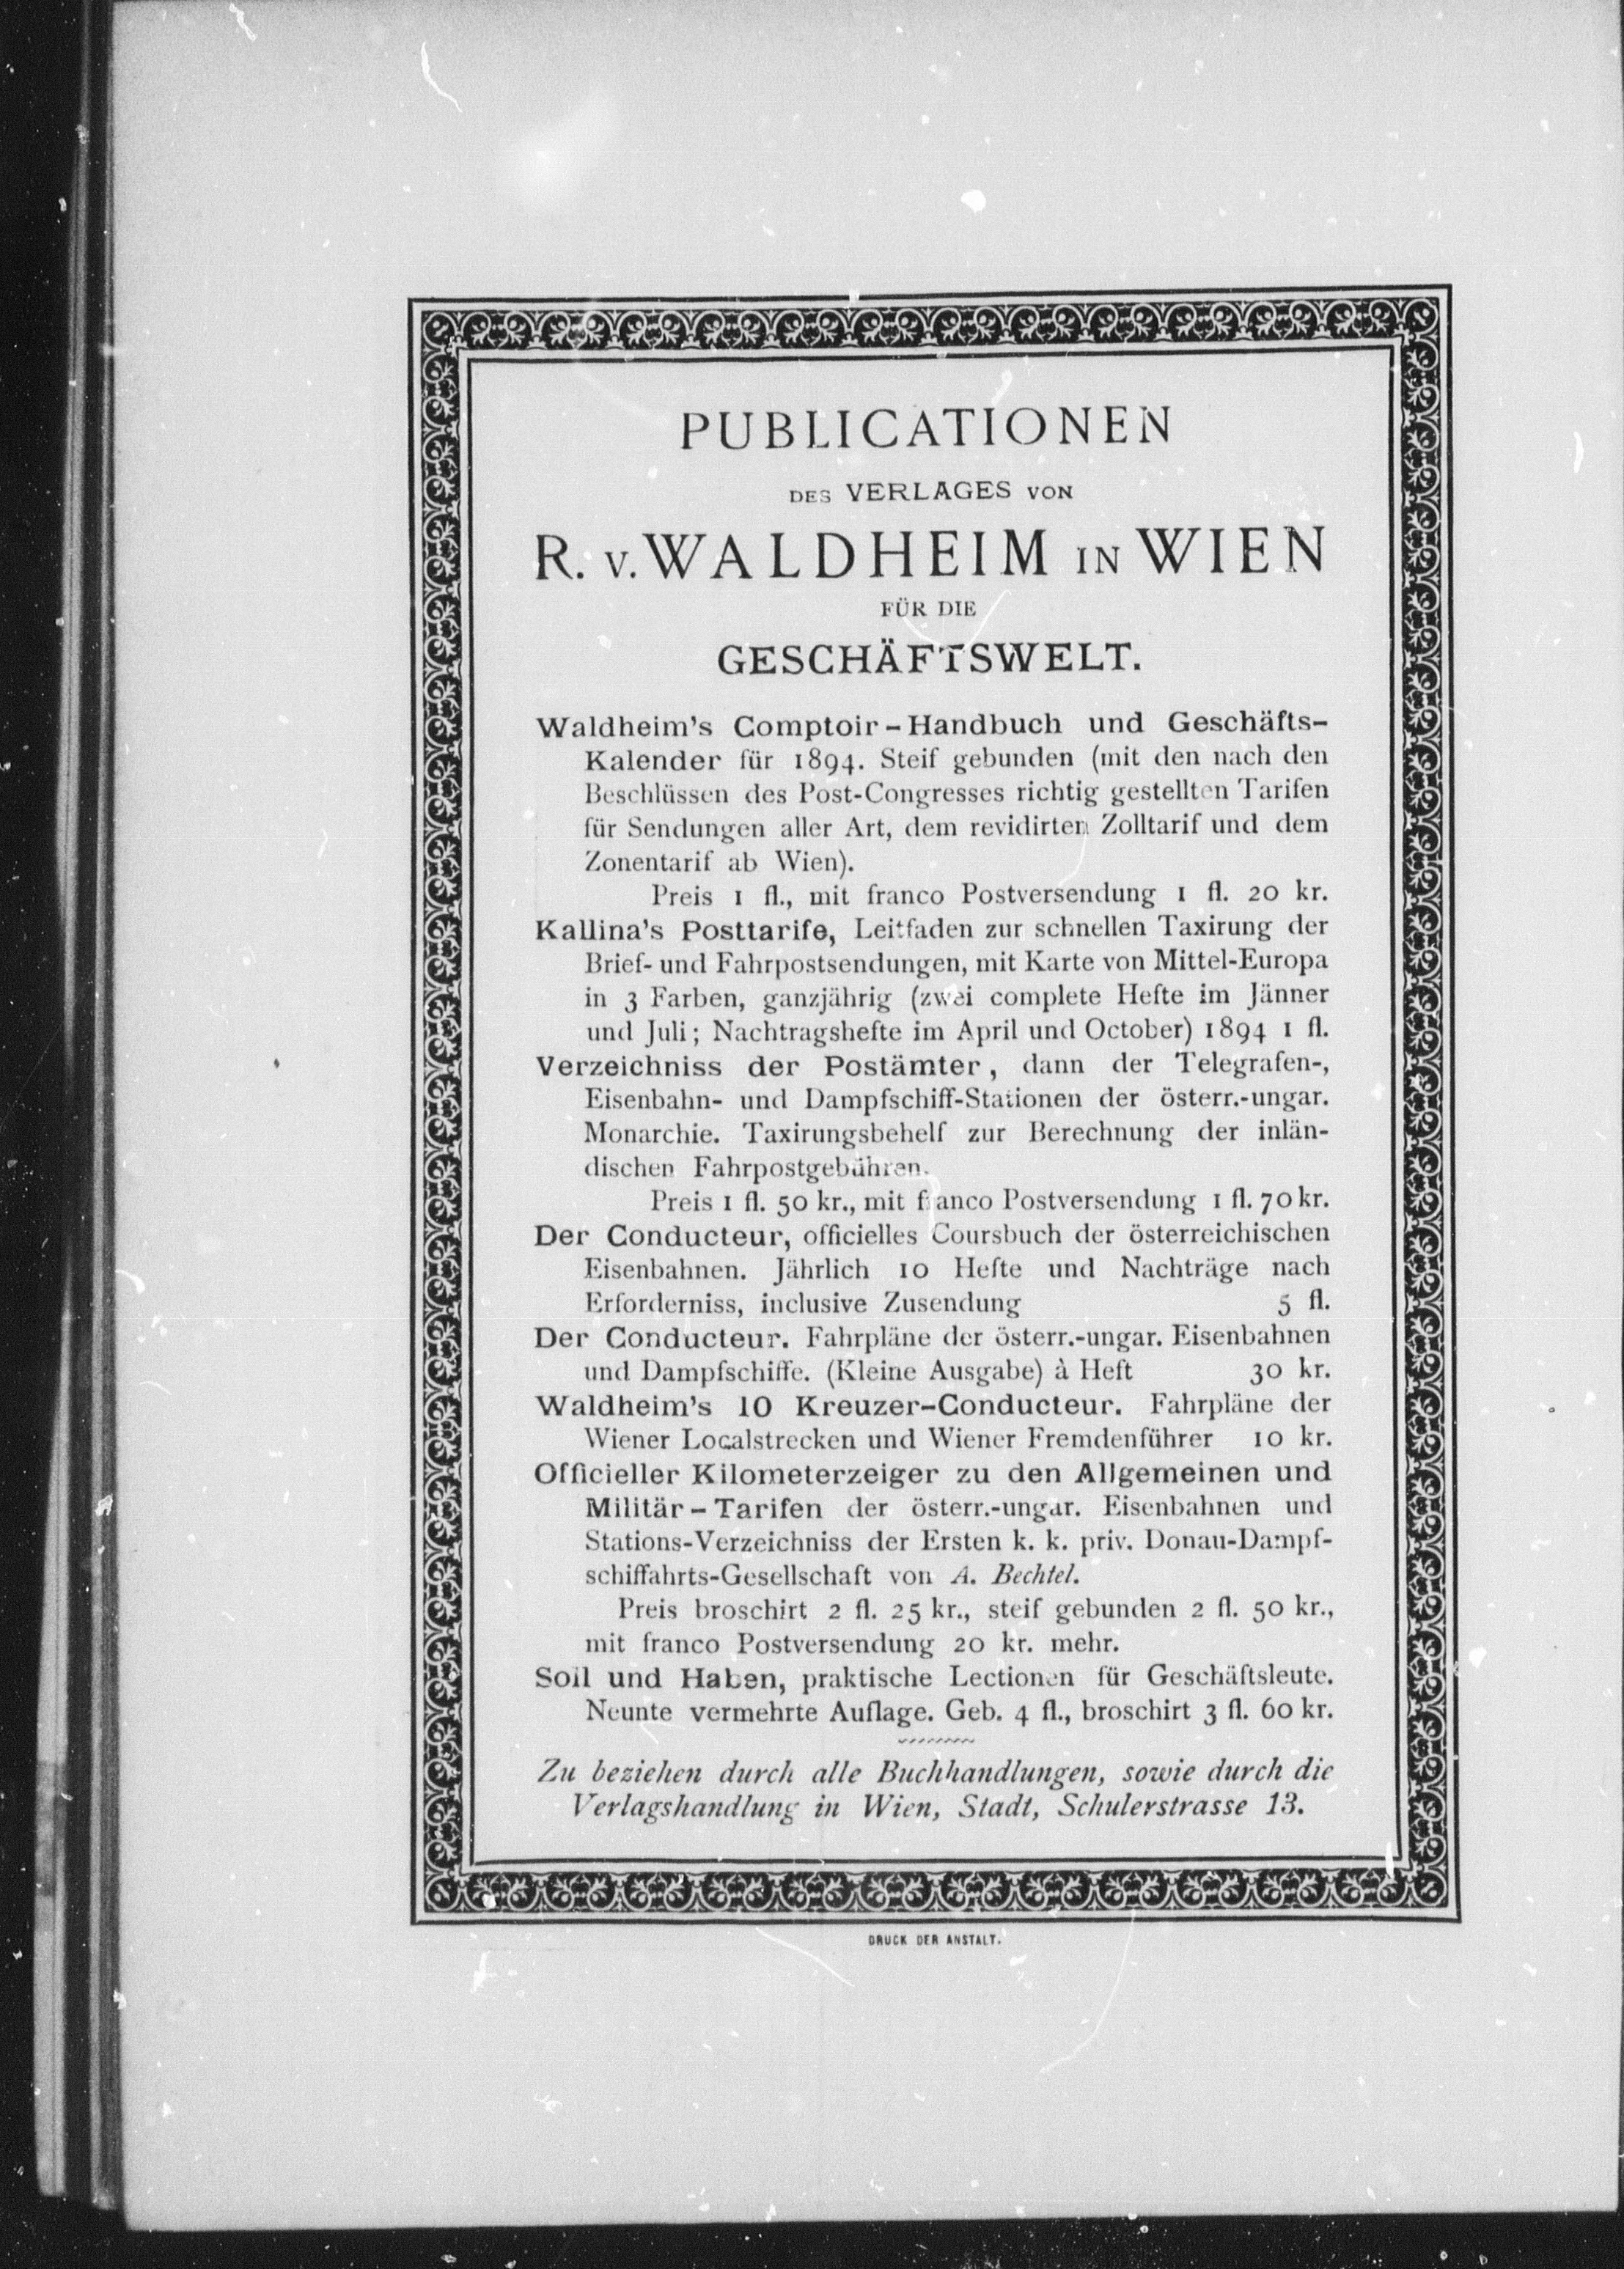 PUBLICATIONEN
DES VERLAGES VON
R. v. WALDHEIM IN WIEN
FÜR DIE
GESCHÄFTSWELT.
Waldheim's Comptoir-Handbuch und Geschäfts-
Kalender für 1894. Steif gebunden (mit den nach den
Beschlüssen des Post-Congresses richtig gestellten Tarifen
für Sendungen aller Art, dem revidirten Zolltarif und dem
Zonentarif ab Wien).
Preis 1 fl., mit franco Postversendung 1 fl. 20 kr.
Kallina's Posttarife, Leitfaden zur schnellen Taxirung der
Brief- und Fahrpostsendungen, mit Karte von Mittel-Europa
in 3 Farben, ganzjährig (zwei complete Hefte im Jänner
und Juli; Nachtragshefte im April und October) 1894 1 fl.
Verzeichniss der Postämter, dann der Telegrafen-,
Eisenbahn- und Dampfschiff-Stationen der österr.-ungar.
Monarchie. Taxirungsbehelf zur Berechnung der inlän-
dischen Fahrpostgebühren.
Preis 1 fl. 50 kr., mit franco Postversendung 1 fl. 70 kr.
Der Conducteur, officielles Coursbuch der österreichischen
Eisenbahnen. Jährlich 10 Hefte und Nachträge nach
Erforderniss, inclusive Zusendung 5 fl.
Der Conducteur. Fahrpläne der österr.-ungar. Eisenbahnen
und Dampfschiffe. (Kleine Ausgabe) à Heft 30 kr.
Waldheim's 10 Kreuzer-Conducteur. Fahrpläne der
Wiener Localstrecken und Wiener Fremdenführer 10 kr.
Officieller Kilometerzeiger zu den Allgemeinen und
Militär-Tarifen der österr.-ungar. Eisenbahnen und
Stations-Verzeichniss der Ersten k. k. priv. Donau-Dampf-
schiffahrts-Gesellschaft von A. Bechtel.
Preis broschirt 2 fl. 25 kr., steif gebunden 2 fl. 50 kr.,
mit franco Postversendung 20 kr. mehr.
Soll und Haben, praktische Lectionen für Geschäftsleute.
Neunte vermehrte Auflage. Geb. 4 fl., broschirt 3 fl. 60 kr.
Zu beziehen durch alle Buchhandlungen, sowie durch die
Verlagshandlung in Wien, Stadt, Schulerstrasse 13.
DRUCK DER ANSTALT.